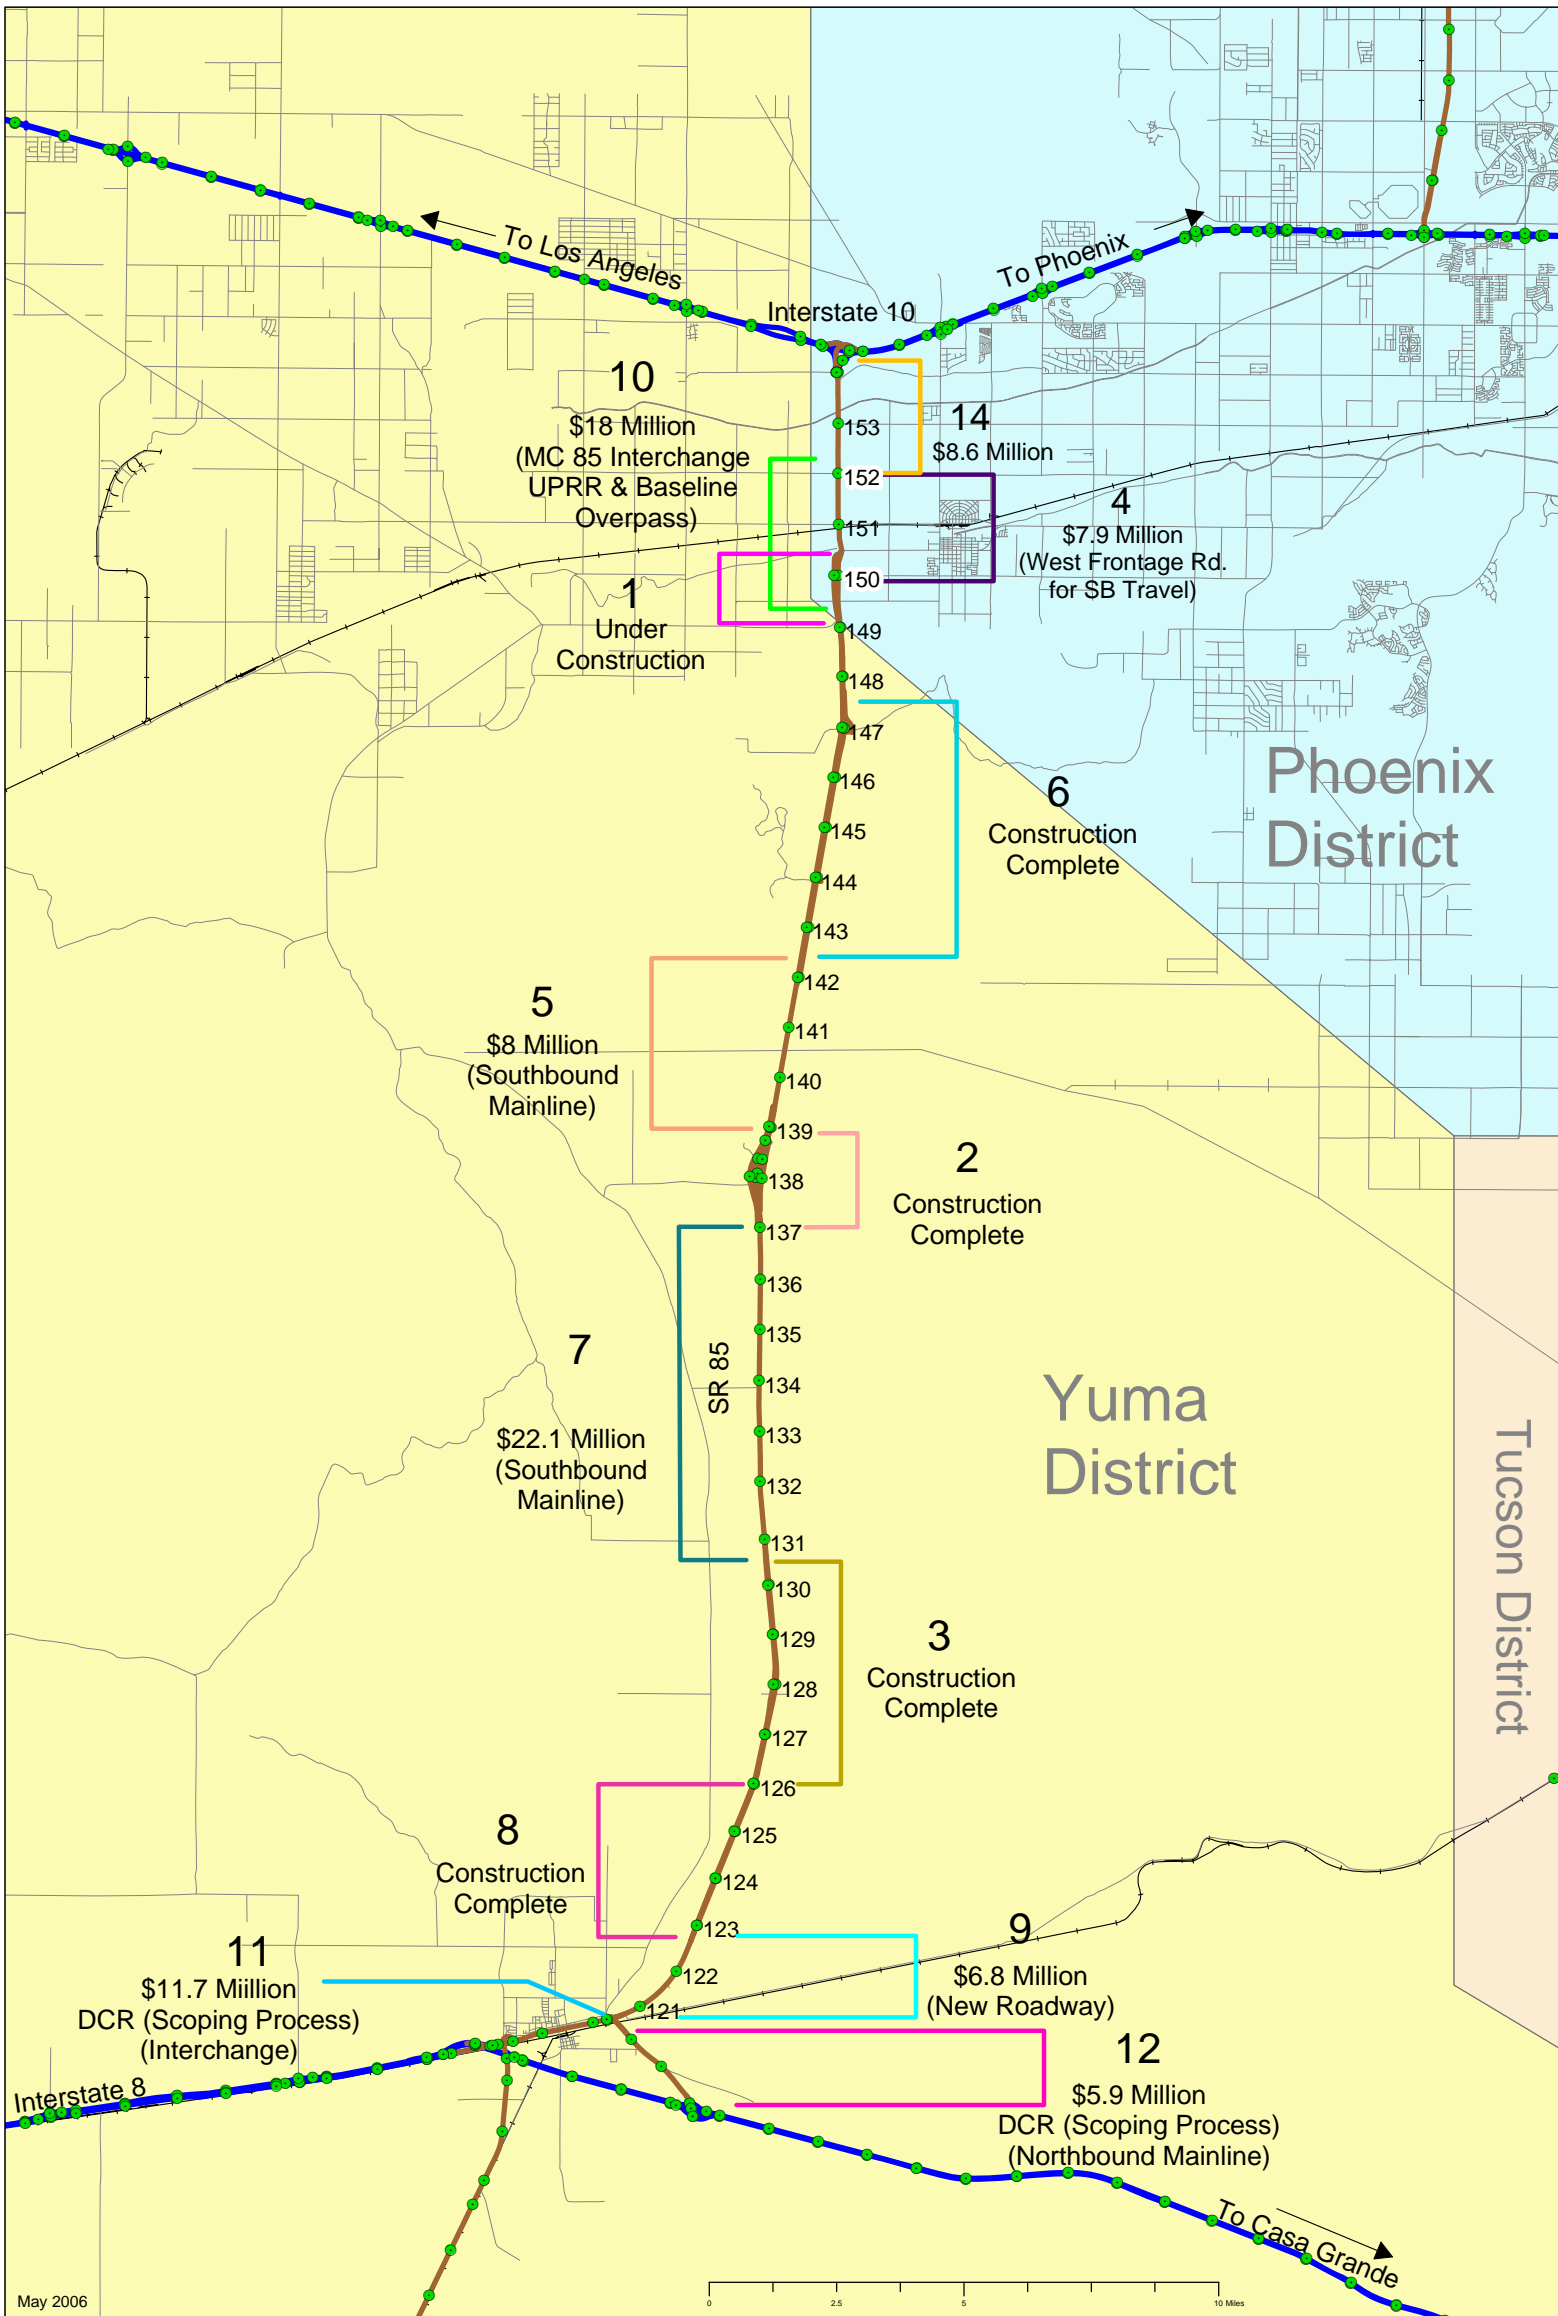 To Los Angeles
To Phoenix
Interstate 10
10
$18 Million
(MC 85 Interchange
UPRR & Baseline
Overpass)
153
14
$8.6 Million
152
151
4
$7.9 Million
(West Frontage Rd.
for SB Travel)
150
1
Under
Construction
149
148
147
146
145
144
143
6
Construction
Complete
Phoenix
District
142
141
140
139
5
$8 Million
(Southbound
Mainline)
138
137
2
Construction
Complete
136
135
134
133
132
131
SR 85
7
$22.1 Million
(Southbound
Mainline)
Yuma
District
Tucson District
130
129
128
127
126
3
Construction
Complete
125
124
123
8
Construction
Complete
122
121
9
$6.8 Million
(New Roadway)
11
$11.7 Miillion
DCR (Scoping Process)
(Interchange)
Interstate 8
12
$5.9 Million
DCR (Scoping Process)
(Northbound Mainline)
To Casa Grande
May 2006
0 2.5 5 10 Miles